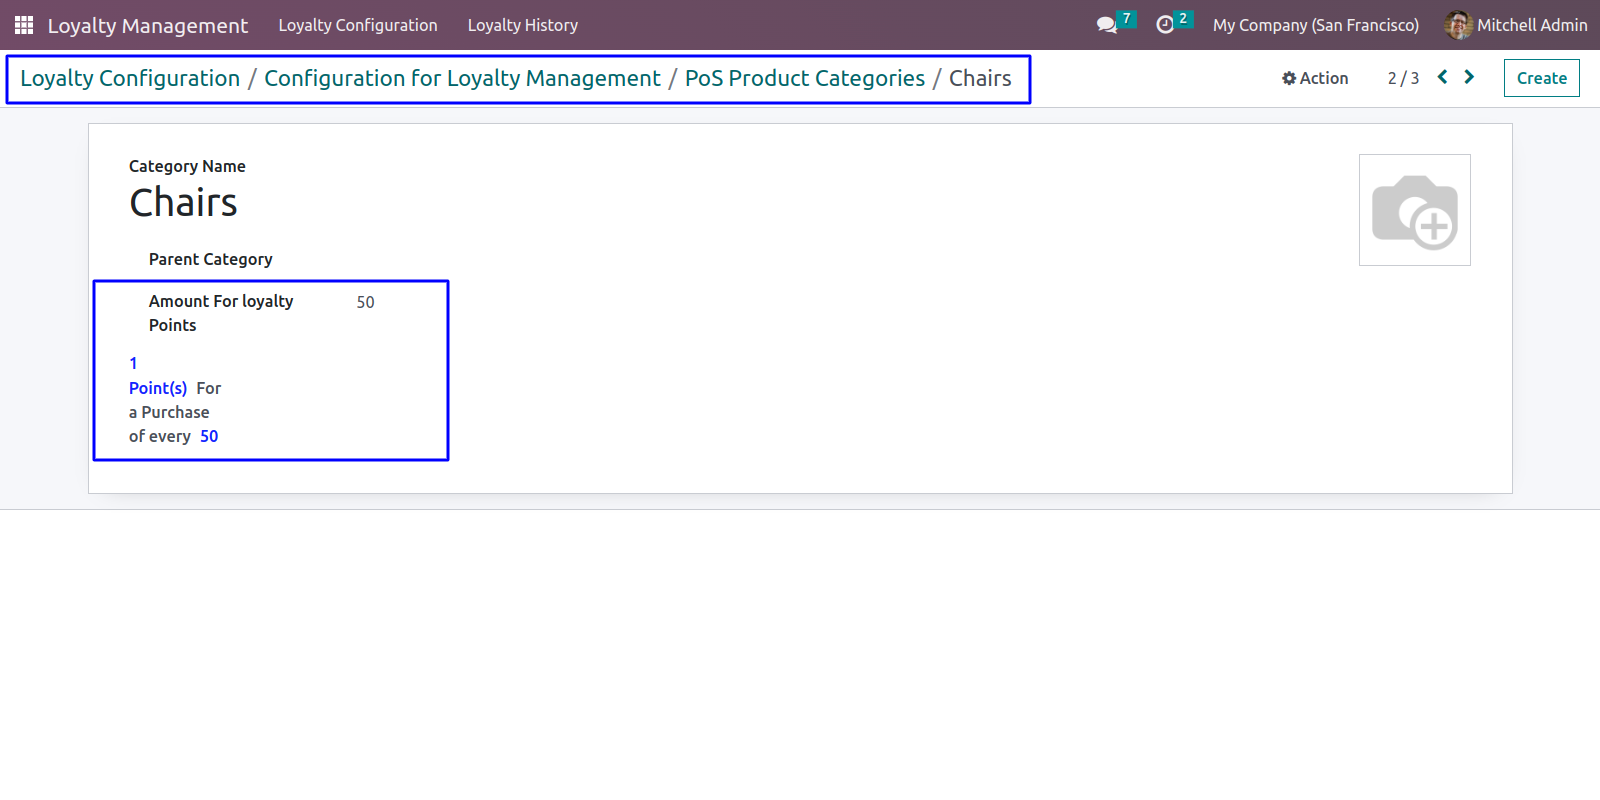 Loyalty Management Loyalty Configuration Loyalty History 7 2 My Company (San Francisco) Mitchell Admin
Loyalty Configuration / Configuration for Loyalty Management / PoS Product Categories / Chairs Action 2 / 3 Create
Category Name
Chairs
Parent Category
Amount For loyalty 50
Points
1
Point(s) For
a Purchase
of every 50